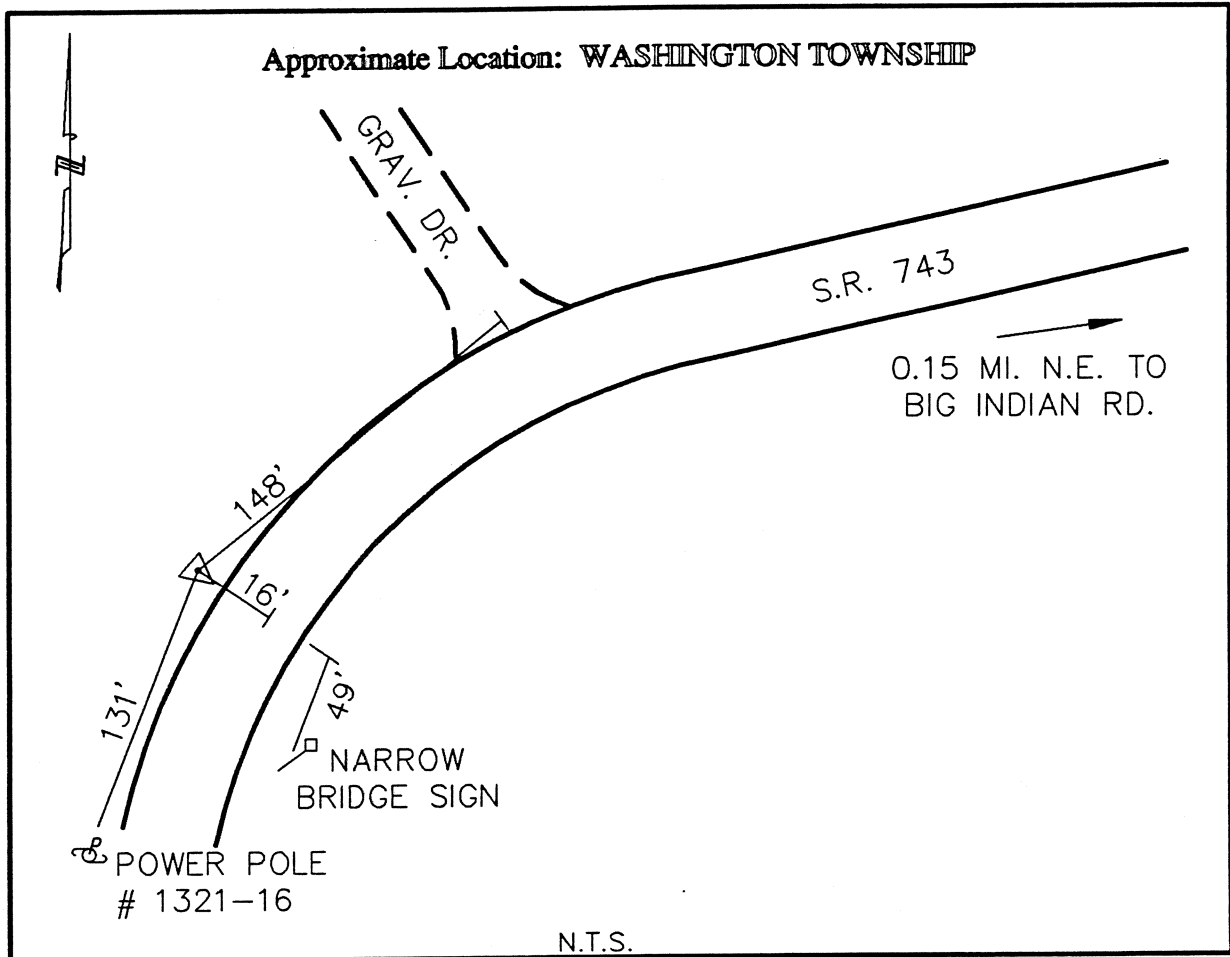 Approximate Location: WASHINGTON TOWNSHIP
N
GRAV. DR.
S.R. 743
0.15 MI. N.E. TO
BIG INDIAN RD.
148'
16'
131'
49'
NARROW
BRIDGE SIGN
POWER POLE
# 1321-16
N.T.S.